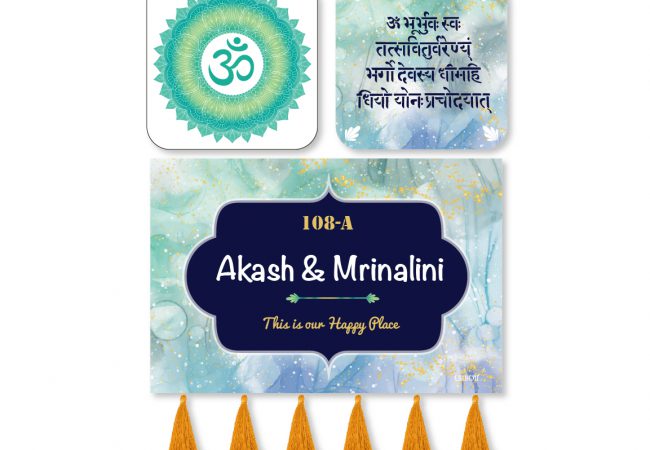 ॐ
ॐ भूर्भुवः स्वः
तत्सवितुर्वरेण्यं
भर्गो देवस्य धीमहि
धियो योनःप्रचोदयात्
108-A
Akash & Mrinalini
This is our Happy Place